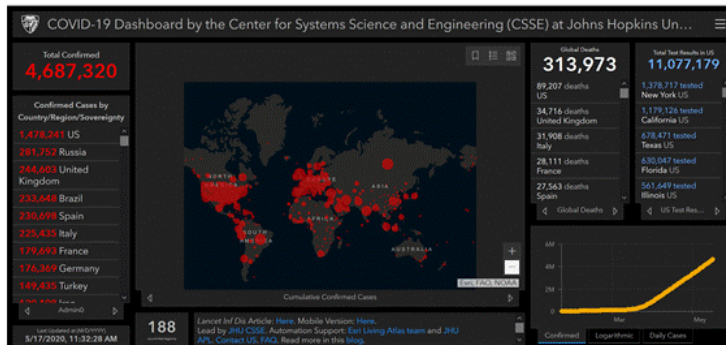 COVID-19 Dashboard by the Center for Systems Science and Engineering (CSSE) at Johns Hopkins Un...
Total Confirmed
4,687,320
Confirmed Cases by
Country/Region/Sovereignty
1,478,241 US
281,752 Russia
244,603 United
Kingdom
233,648 Brazil
230,698 Spain
225,435 Italy
179,693 France
176,369 Germany
149,435 Turkey
Admin0
Last Updated at (M/D/YYYY)
5/17/2020, 11:32:28 AM
NORTH
AMERICA
EUROPE
ASIA
AFRICA
SOUTH
AMERICA
AUSTRALIA
Esri, FAO, NOAA
Cumulative Confirmed Cases
188
Lancet Inf Dis Article: Here. Mobile Version: Here.
Lead by JHU CSSE. Automation Support: Esri Living Atlas team and JHU
APL. Contact US. FAQ. Read more in this blog.
Global Deaths
313,973
89,207 deaths
US
34,716 deaths
United Kingdom
31,908 deaths
Italy
28,111 deaths
France
27,563 deaths
Spain
Global Deaths
Total Test Results in US
11,077,179
1,378,717 tested
New York US
1,179,126 tested
California US
678,471 tested
Texas US
630,047 tested
Florida US
561,649 tested
Illinois US
US Test Res...
6M
4M
2M
0
Mar
May
Confirmed
Logarithmic
Daily Cases